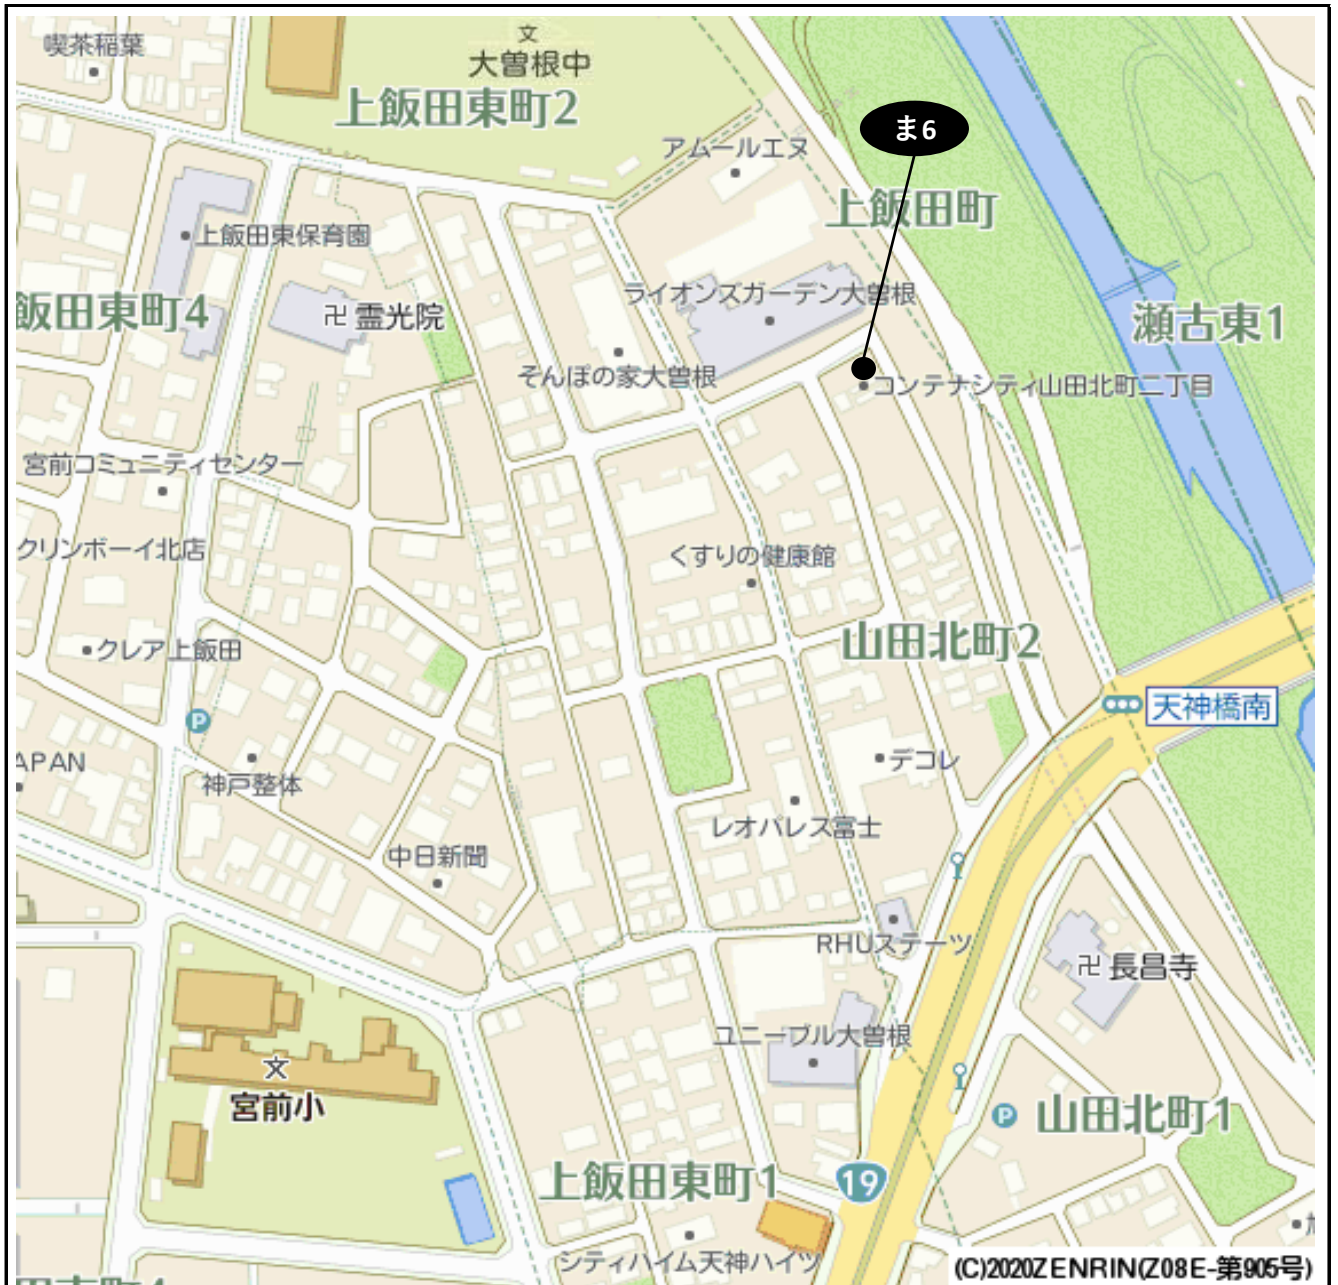 喫茶稲葉
文
大曽根中
上飯田東町2
ま6
アムールエヌ
上飯田町
上飯田東保育園
ライオンズガーデン大曽根
飯田東町4
卍霊光院
瀬古東1
そんぽの家大曽根
コンテナシティ山田北町二丁目
宮前コミュニティセンター
クリンボーイ北店
くすりの健康館
クレア上飯田
山田北町2
P
天神橋南
APAN
神戸整体
デコレ
レオパレス富士
中日新聞
RHUステーツ
卍長昌寺
ユニーブル大曽根
文
宮前小
P
山田北町1
上飯田東町1
19
シティハイム天神ハイツ
(C)2020ZENRIN(Z08E-第905号)